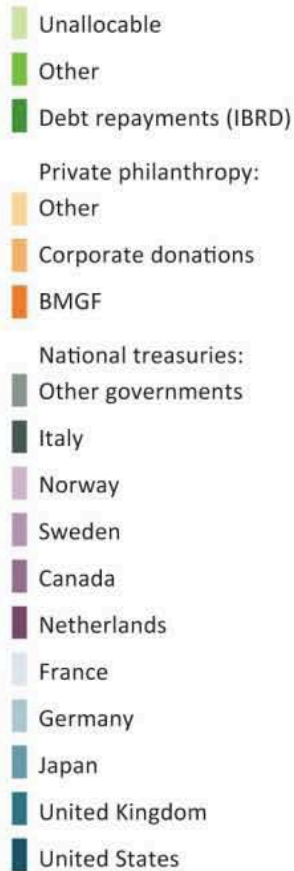 Unallocable
Other
Debt repayments (IBRD)
Private philanthropy:
Other
Corporate donations
BMGF
National treasuries:
Other governments
Italy
Norway
Sweden
Canada
Netherlands
France
Germany
Japan
United Kingdom
United States